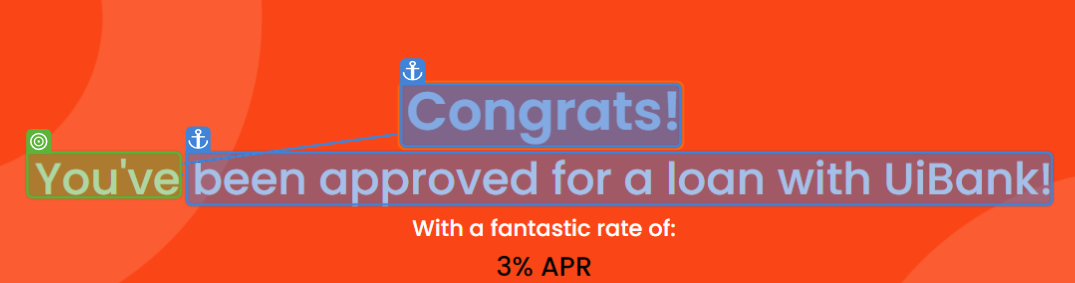 Congrats!
You've been approved for a loan with UiBank!
With a fantastic rate of:
3% APR